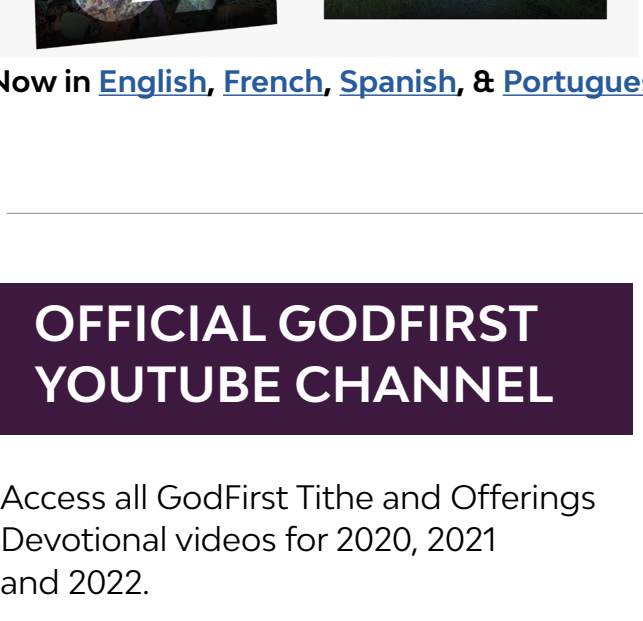 Now in English, French, Spanish, &
OFFICIAL GODFIRST
YOUTUBE CHANNEL
Access all GodFirst Tithe and Offerings
Devotional videos for 2020, 2021
and 2022.